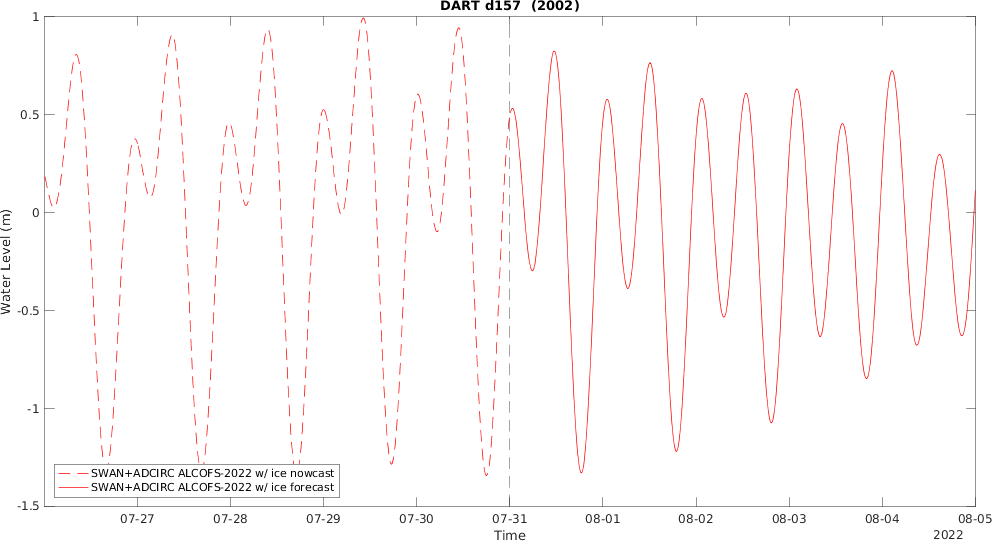 DART d157  (2002)
1
0.5
0
-0.5
-1
-1.5
Water Level (m)
SWAN+ADCIRC ALCOFS-2022 w/ ice nowcast
SWAN+ADCIRC ALCOFS-2022 w/ ice forecast
07-27 07-28 07-29 07-30 07-31 08-01 08-02 08-03 08-04 08-05
Time
2022